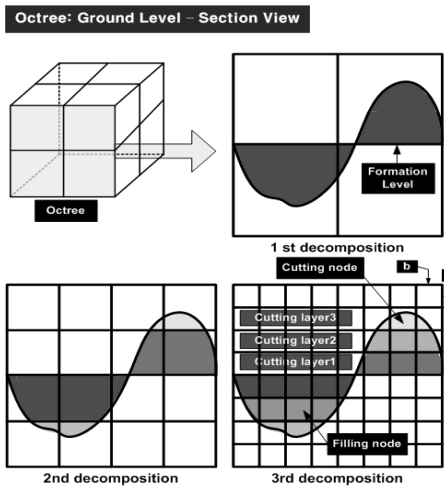 Octree: Ground Level – Section View
Octree
Formation
Level
1 st decomposition
Cutting node
b
Cutting layer3
Cutting layer2
Cutting layer1
Filling node
2nd decomposition
3rd decomposition